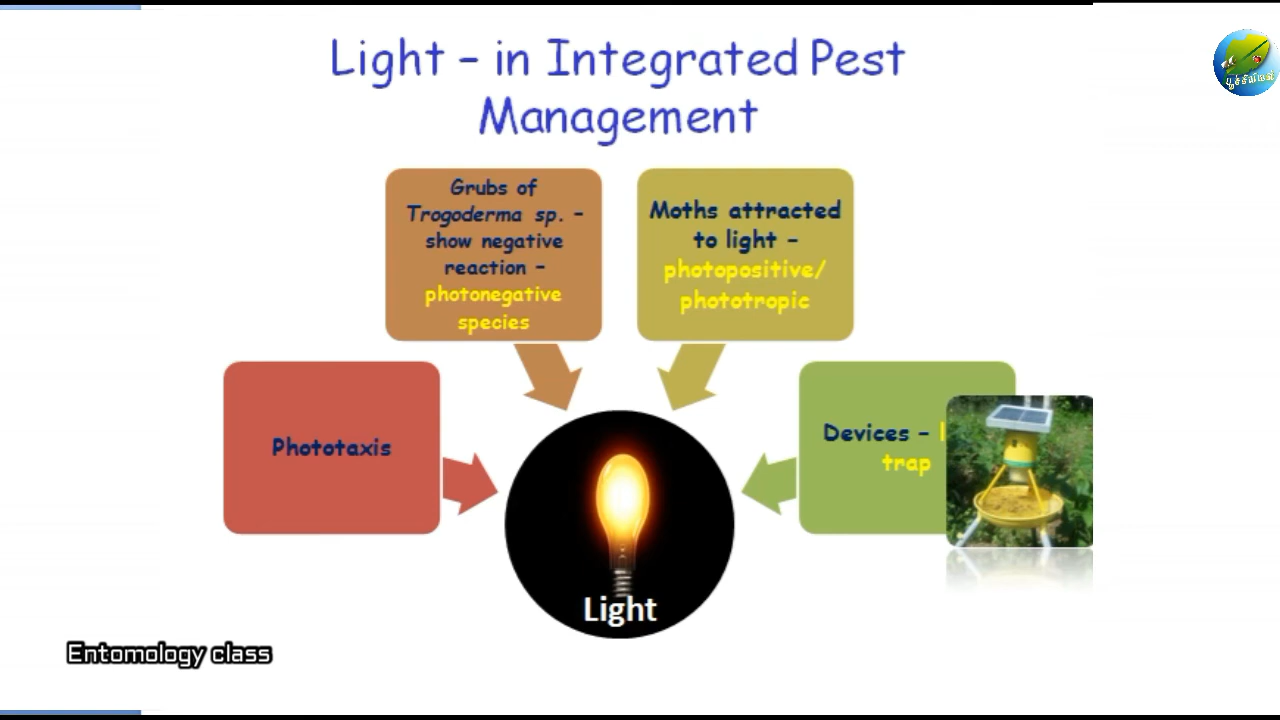 Light – in Integrated Pest
Management
Grubs of
Trogoderma sp. –
show negative
reaction –
photonegative
species
Moths attracted
to light –
photopositive/
phototropic
Phototaxis
Devices –
trap
Light
Entomology class